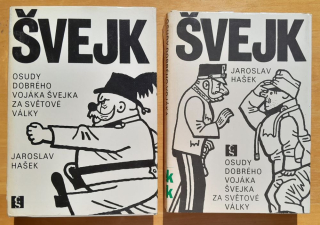 ŠVEJK
OSUDY
DOBRÉHO
VOJÁKA ŠVEJKA
ZA SVĚTOVÉ
VÁLKY
JAROSLAV
HAŠEK
Š
ŠVEJK
JAROSLAV
HAŠEK
Š
OSUDY
DOBRÉHO
VOJÁKA
ŠVEJKA
ZA SVĚTOVÉ
VÁLKY
k
k